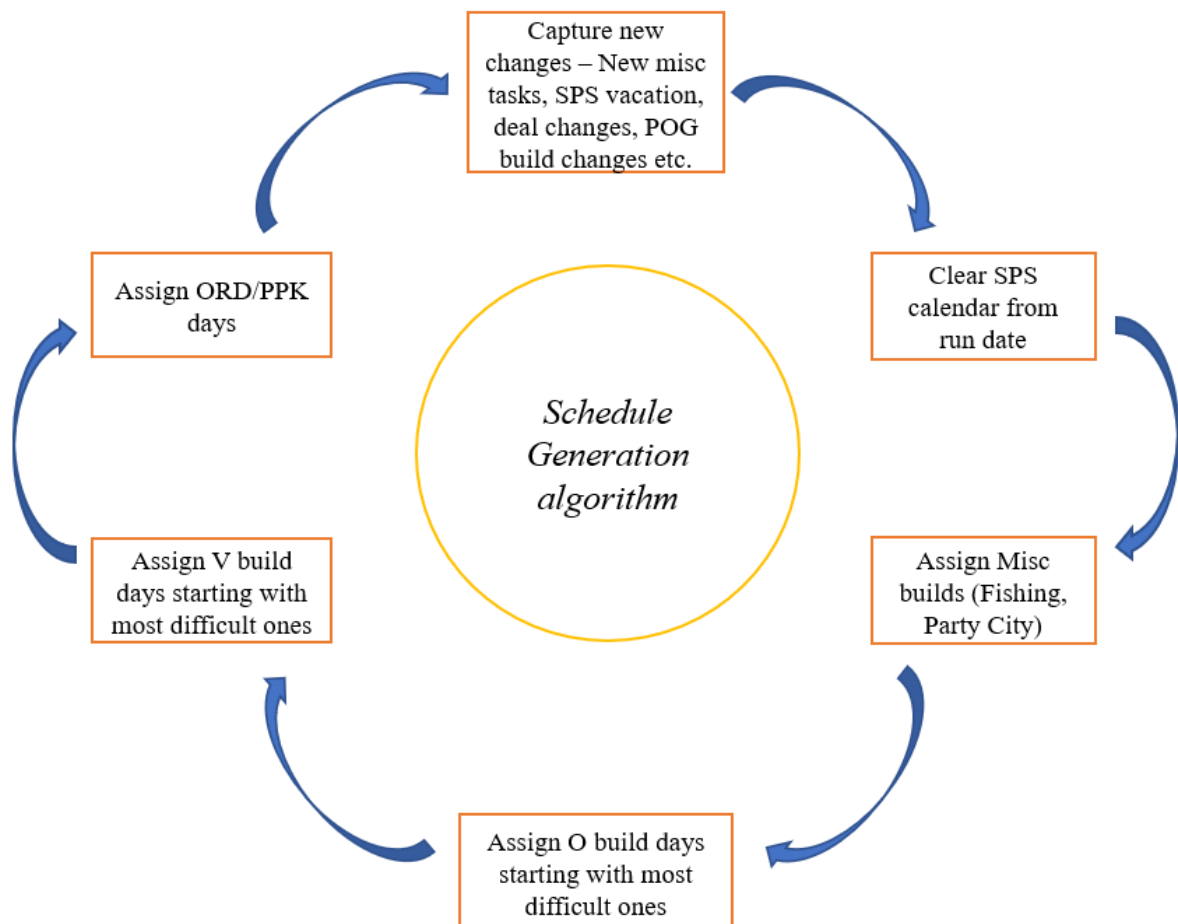 Capture new
changes – New misc
tasks, SPS vacation,
deal changes, POG
build changes etc.
Clear SPS
calendar from
run date
Assign Misc
builds (Fishing,
Party City)
Assign O build days
starting with most
difficult ones
Assign V build
days starting with
most difficult ones
Assign ORD/PPK
days
Schedule
Generation
algorithm